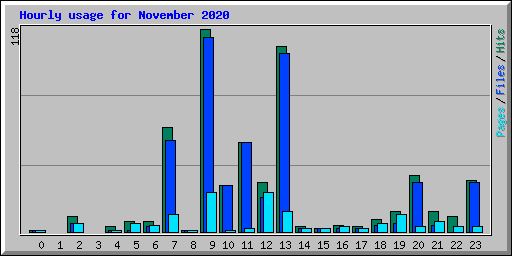 Hourly usage for November 2020
118
Pages/Files/Hits
0 1 2 3 4 5 6 7 8 9 10 11 12 13 14 15 16 17 18 19 20 21 22 23